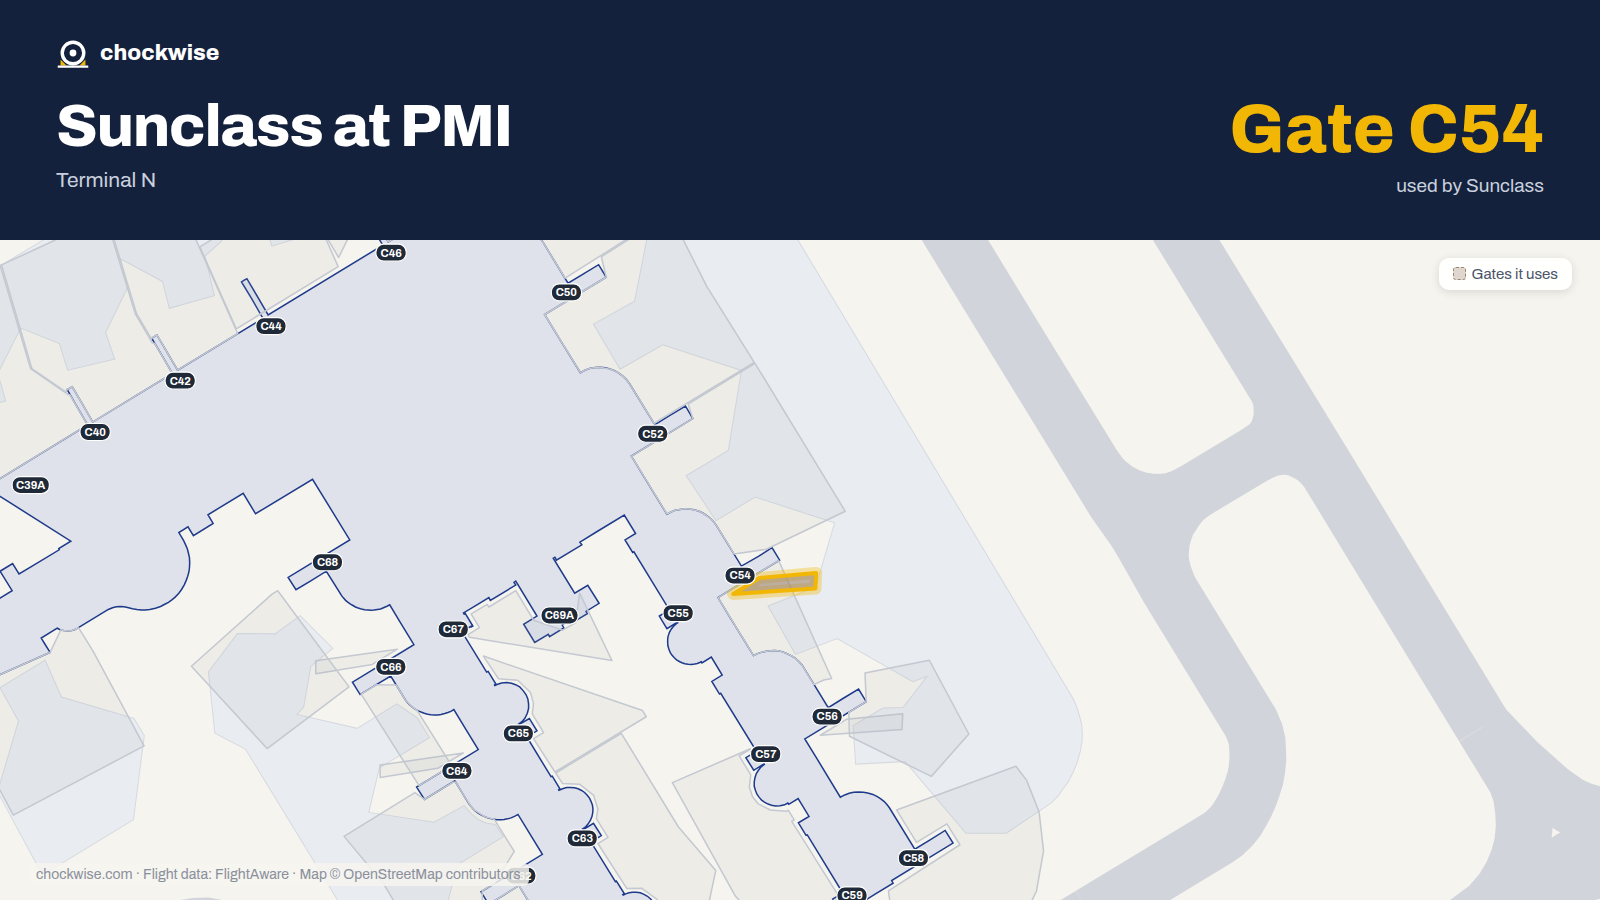 chockwise
Sunclass at PMI
Terminal N
Gate C54
used by Sunclass
Gates it uses
C46
C50
C44
C42
C40
C52
C39A
C68
C54
C55
C69A
C67
C66
C56
C65
C57
C64
C63
C58
C59
chockwise.com · Flight data: FlightAware · Map © OpenStreetMap contributors